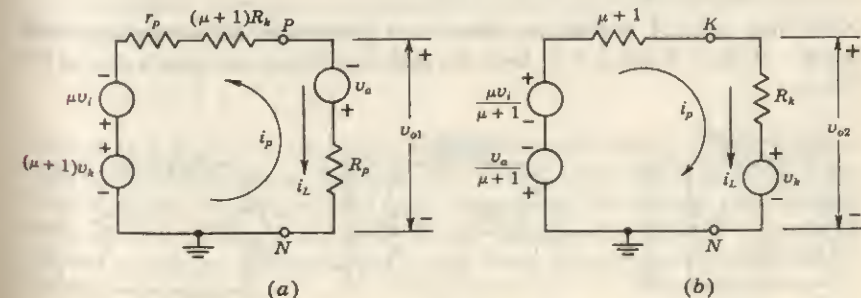 r_p (μ + 1)R_k P
μv_i
(μ + 1)v_k
i_p
i_L
v_a
R_p
v_o1
+
−
N
(a)
μ + 1 K
μv_i
μ + 1
v_a
μ + 1
i_p
i_L
R_k
v_k
v_o2
+
−
N
(b)